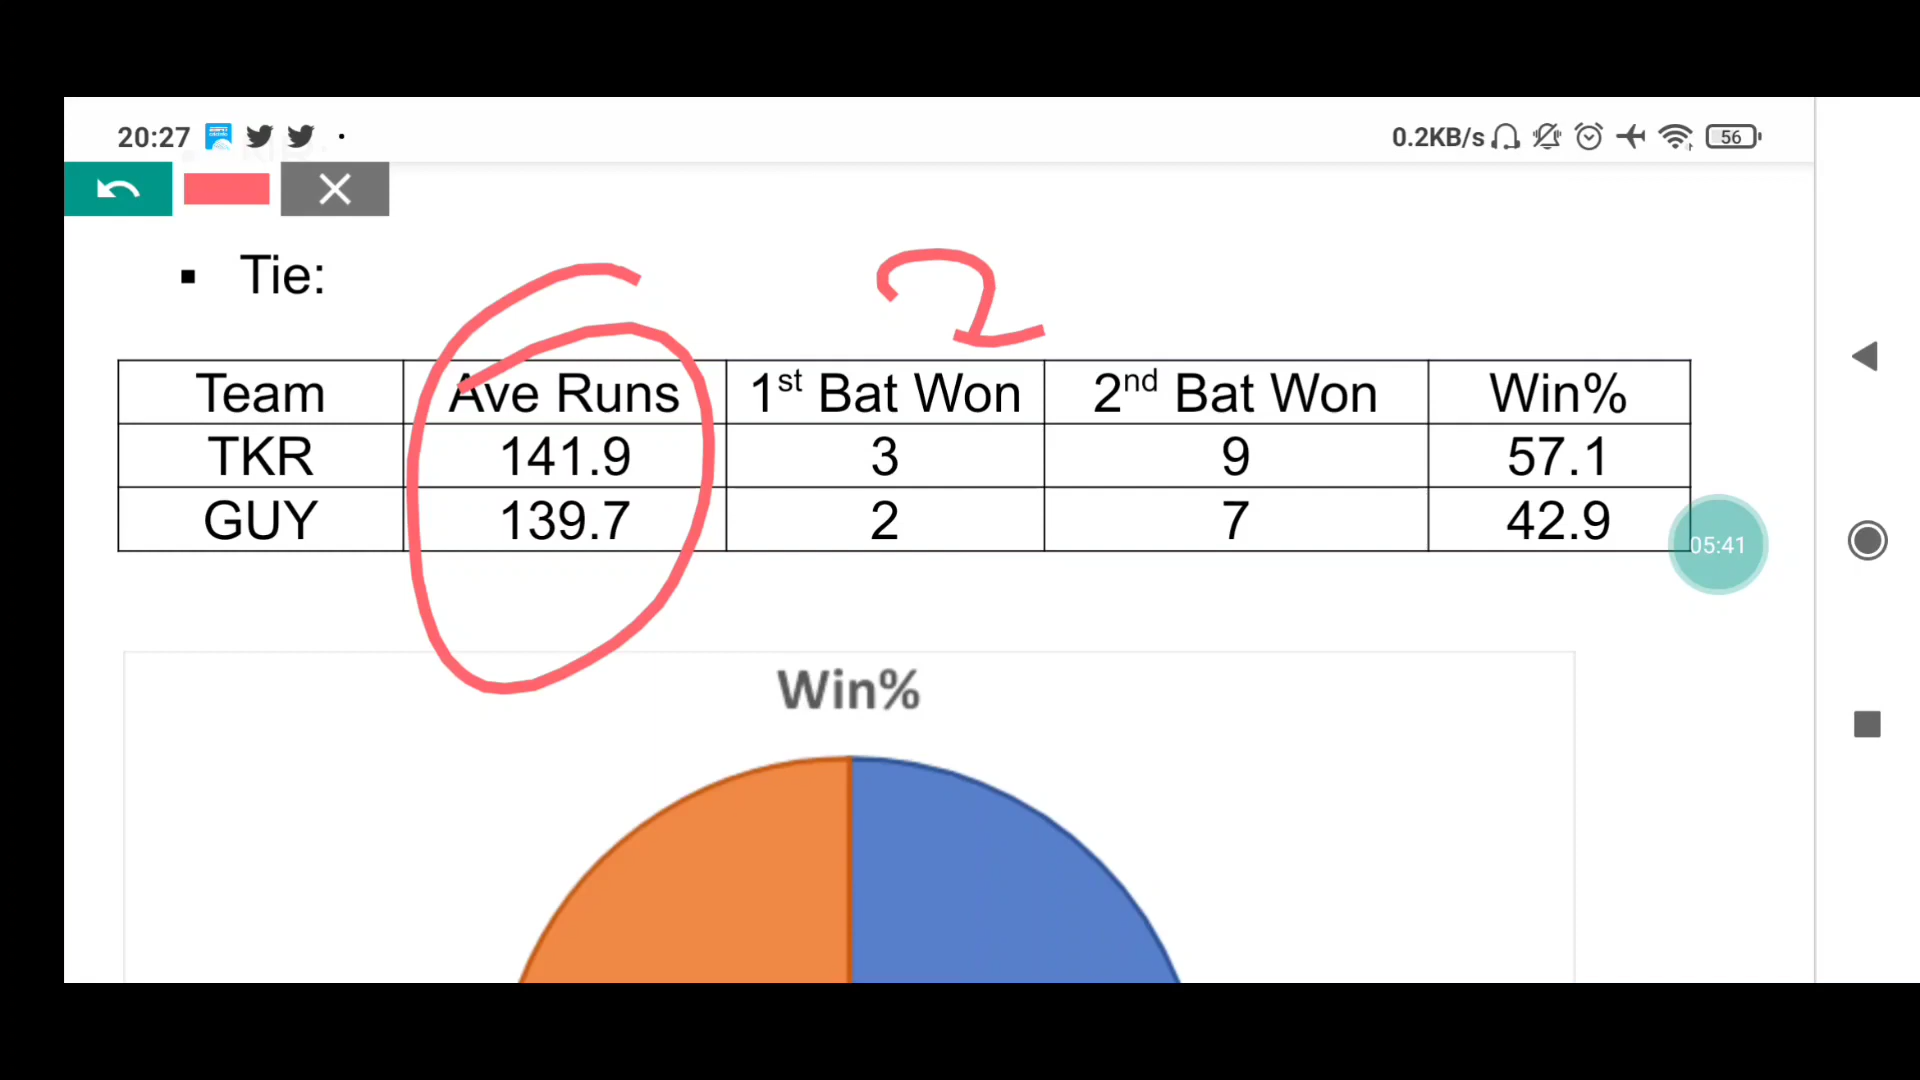 20:27 0.2KB/s 56
Tie:
2
Team Ave Runs 1st Bat Won 2nd Bat Won Win%
TKR 141.9 3 9 57.1
GUY 139.7 2 7 42.9
05:41
Win%